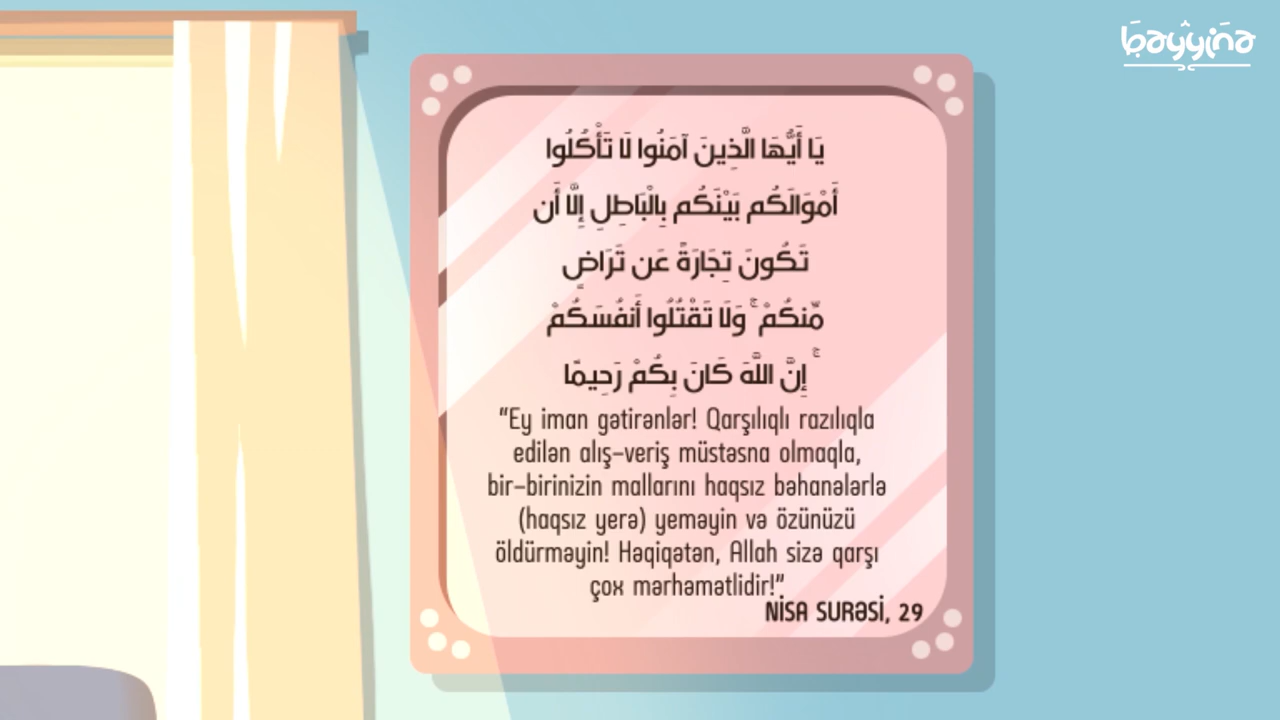 bayyina
يَا أَيُّهَا الَّذِينَ آمَنُوا لَا تَأْكُلُوا
أَمْوَالَكُم بَيْنَكُم بِالْبَاطِلِ إِلَّا أَن
تَكُونَ تِجَارَةً عَن تَرَاضٍ
مِّنكُمْ ۚ وَلَا تَقْتُلُوا أَنفُسَكُمْ
ۚ إِنَّ اللَّهَ كَانَ بِكُمْ رَحِيمًا
“Ey iman gətirənlər! Qarşılıqlı razılıqla
edilən alış–veriş müstəsna olmaqla,
bir–birinizin mallarını haqsız bəhanələrlə
(haqsız yerə) yeməyin və özünüzü
öldürməyin! Həqiqətən, Allah sizə qarşı
çox mərhəmətlidir!”
NİSA SURƏSİ, 29